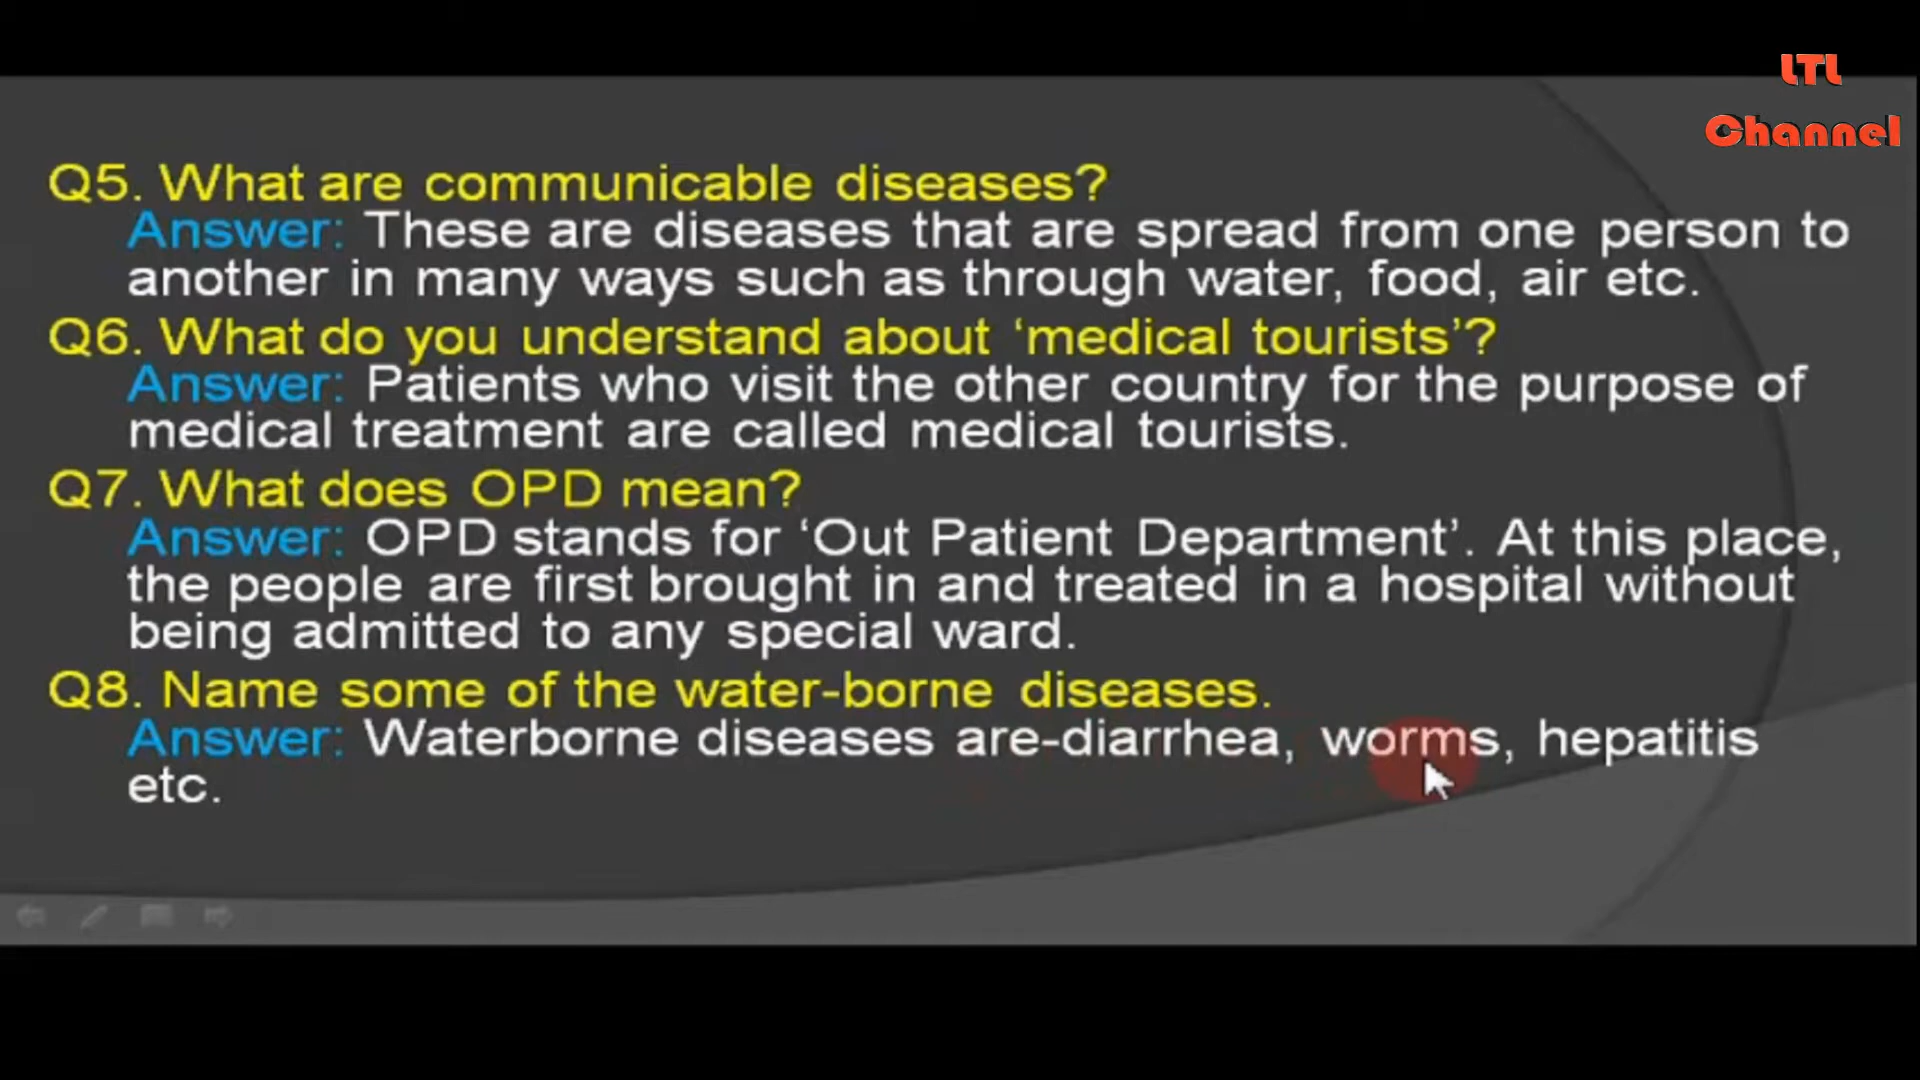 LTL
Channel
Q5. What are communicable diseases?
Answer: These are diseases that are spread from one person to
another in many ways such as through water, food, air etc.
Q6. What do you understand about ‘medical tourists’?
Answer: Patients who visit the other country for the purpose of
medical treatment are called medical tourists.
Q7. What does OPD mean?
Answer: OPD stands for ‘Out Patient Department’. At this place,
the people are first brought in and treated in a hospital without
being admitted to any special ward.
Q8. Name some of the water-borne diseases.
Answer: Waterborne diseases are-diarrhea, worms, hepatitis
etc.